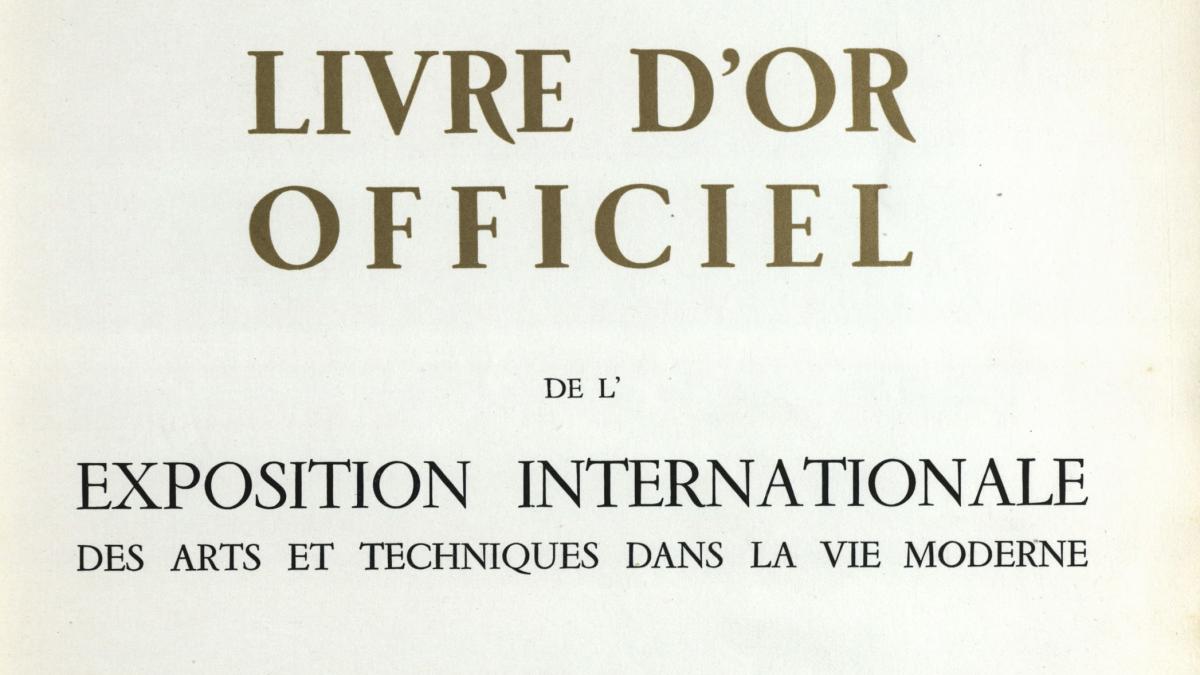 LIVRE D'OR
OFFICIEL
DE L'
EXPOSITION INTERNATIONALE
DES ARTS ET TECHNIQUES DANS LA VIE MODERNE